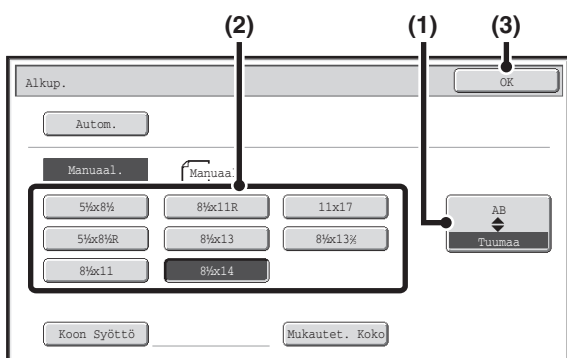 (2) (1) (3)
Alkup. OK
Autom.
Manuaal. Manuaal
5½x8½ 8½x11R 11x17
5½x8½R 8½x13 8½x13⅖
8½x11 8½x14
AB
Tuumaa
Koon Syöttö Mukautet. Koko